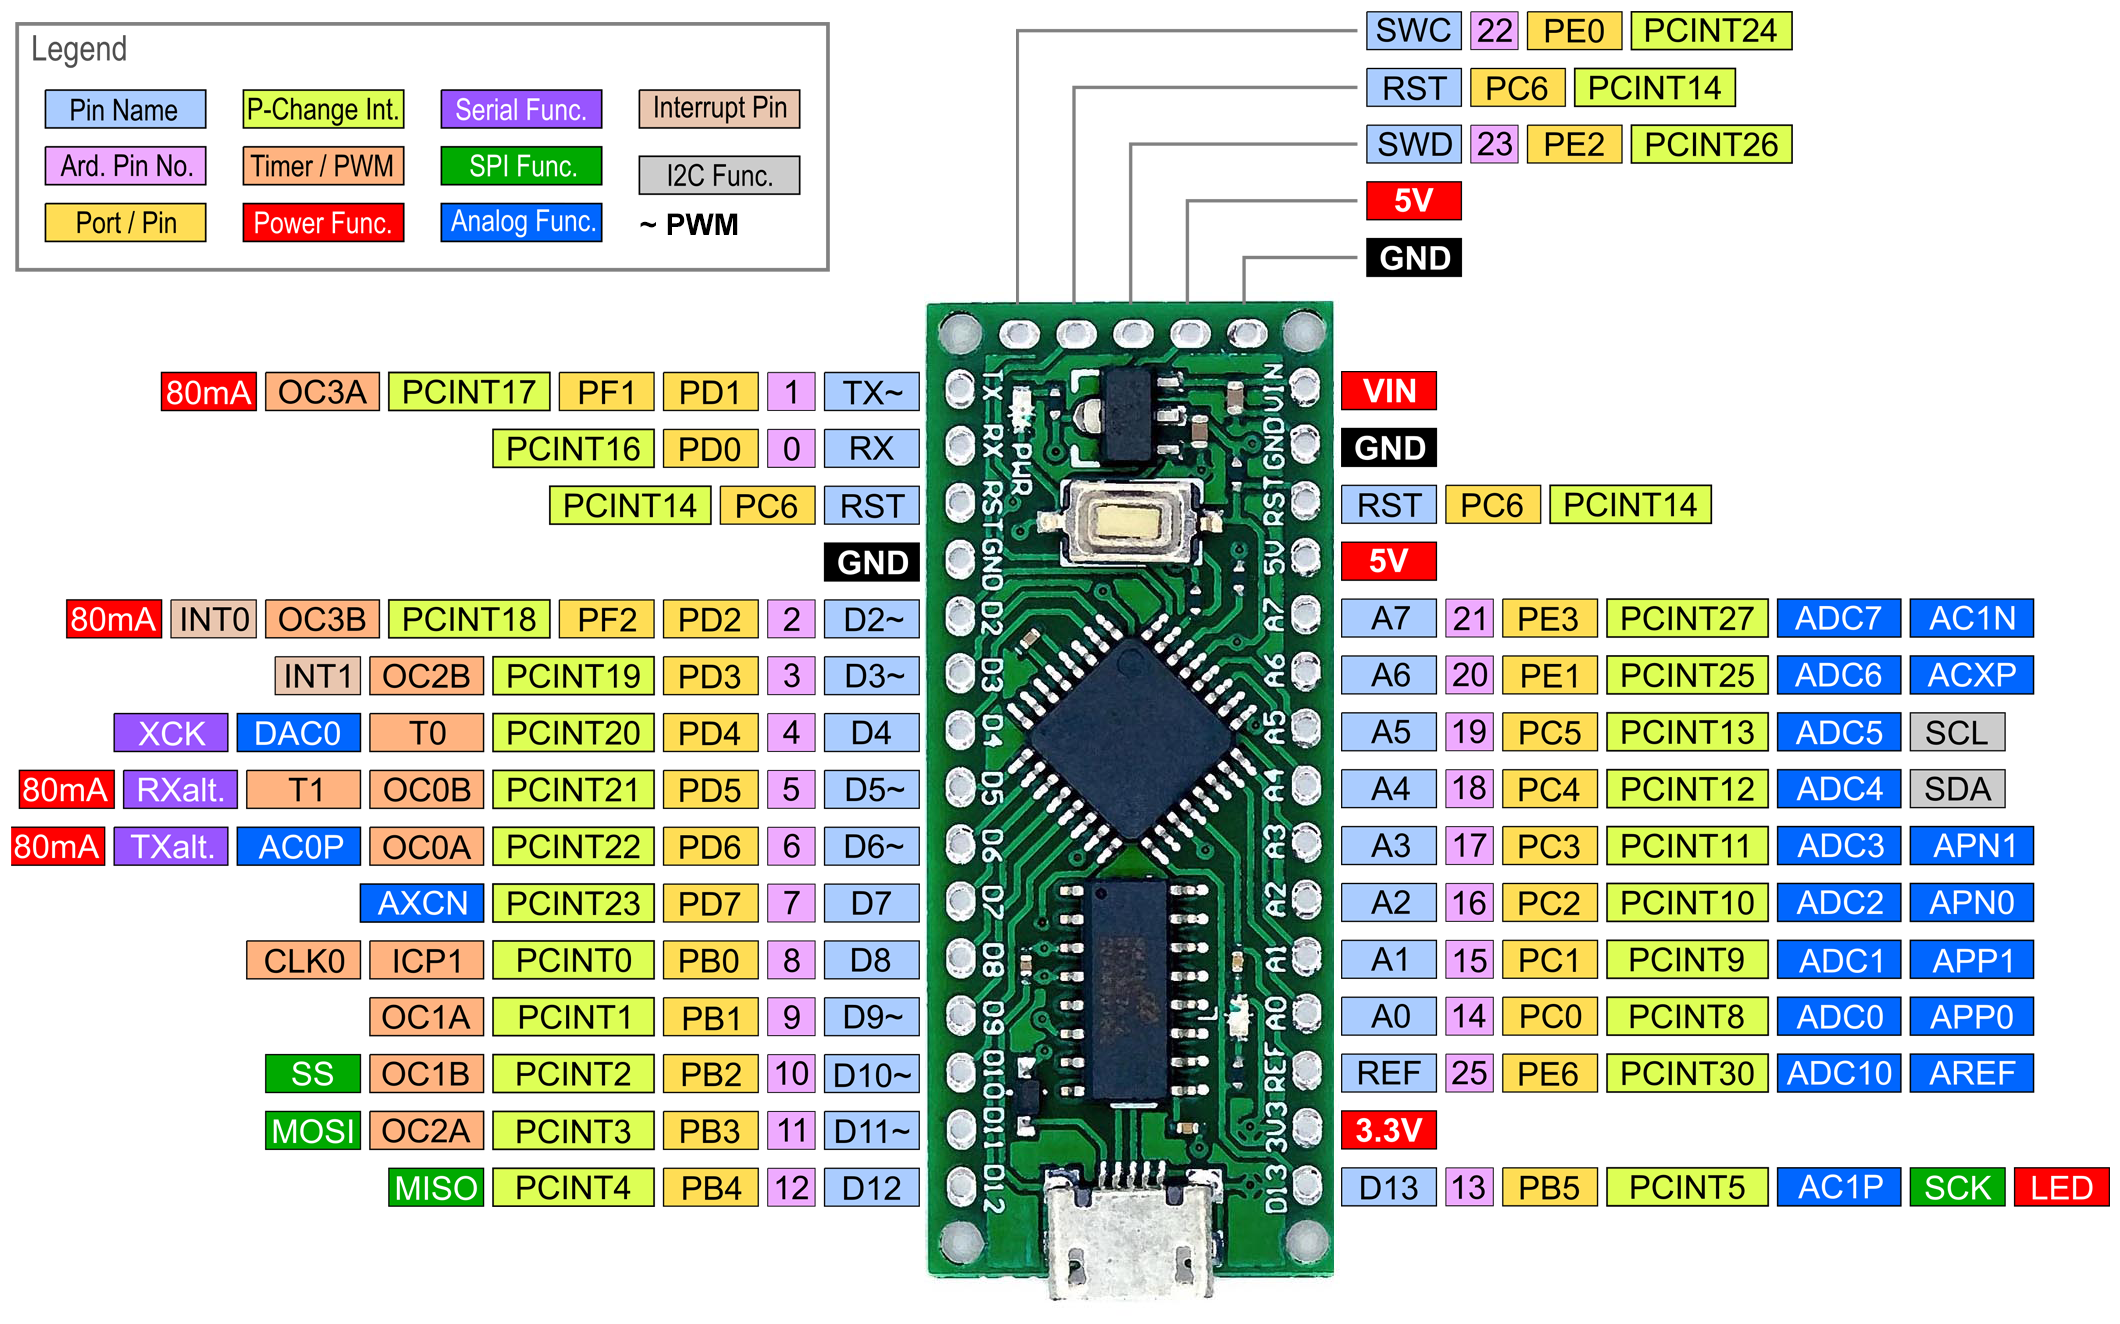 Legend
Pin Name P-Change Int. Serial Func. Interrupt Pin
Ard. Pin No. Timer / PWM SPI Func. I2C Func.
Port / Pin Power Func. Analog Func. ~ PWM
SWC 22 PE0 PCINT24
RST PC6 PCINT14
SWD 23 PE2 PCINT26
5V
GND
80mA OC3A PCINT17 PF1 PD1 1 TX~ TX VIN VIN
PCINT16 PD0 0 RX RX PWR GND GND
PCINT14 PC6 RST RST RST RST PC6 PCINT14
GND GND 5V 5V
80mA INT0 OC3B PCINT18 PF2 PD2 2 D2~ D2 A7 A7 21 PE3 PCINT27 ADC7 AC1N
INT1 OC2B PCINT19 PD3 3 D3~ D3 A6 A6 20 PE1 PCINT25 ADC6 ACXP
XCK DAC0 T0 PCINT20 PD4 4 D4 D4 A5 A5 19 PC5 PCINT13 ADC5 SCL
80mA RXalt. T1 OC0B PCINT21 PD5 5 D5~ D5 A4 A4 18 PC4 PCINT12 ADC4 SDA
80mA TXalt. AC0P OC0A PCINT22 PD6 6 D6~ D6 A3 A3 17 PC3 PCINT11 ADC3 APN1
AXCN PCINT23 PD7 7 D7 D7 A2 A2 16 PC2 PCINT10 ADC2 APN0
CLK0 ICP1 PCINT0 PB0 8 D8 D8 A1 A1 15 PC1 PCINT9 ADC1 APP1
OC1A PCINT1 PB1 9 D9~ D9 L A0 A0 14 PC0 PCINT8 ADC0 APP0
SS OC1B PCINT2 PB2 10 D10~ D10 REF REF 25 PE6 PCINT30 ADC10 AREF
MOSI OC2A PCINT3 PB3 11 D11~ D11 3V3 3.3V
MISO PCINT4 PB4 12 D12 D12 D13 D13 13 PB5 PCINT5 AC1P SCK LED